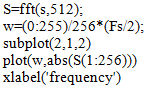 S=fft(s,512);
w=(0:255)/256*(Fs/2);
subplot(2,1,2)
plot(w,abs(S(1:256)))
xlabel('frequency')